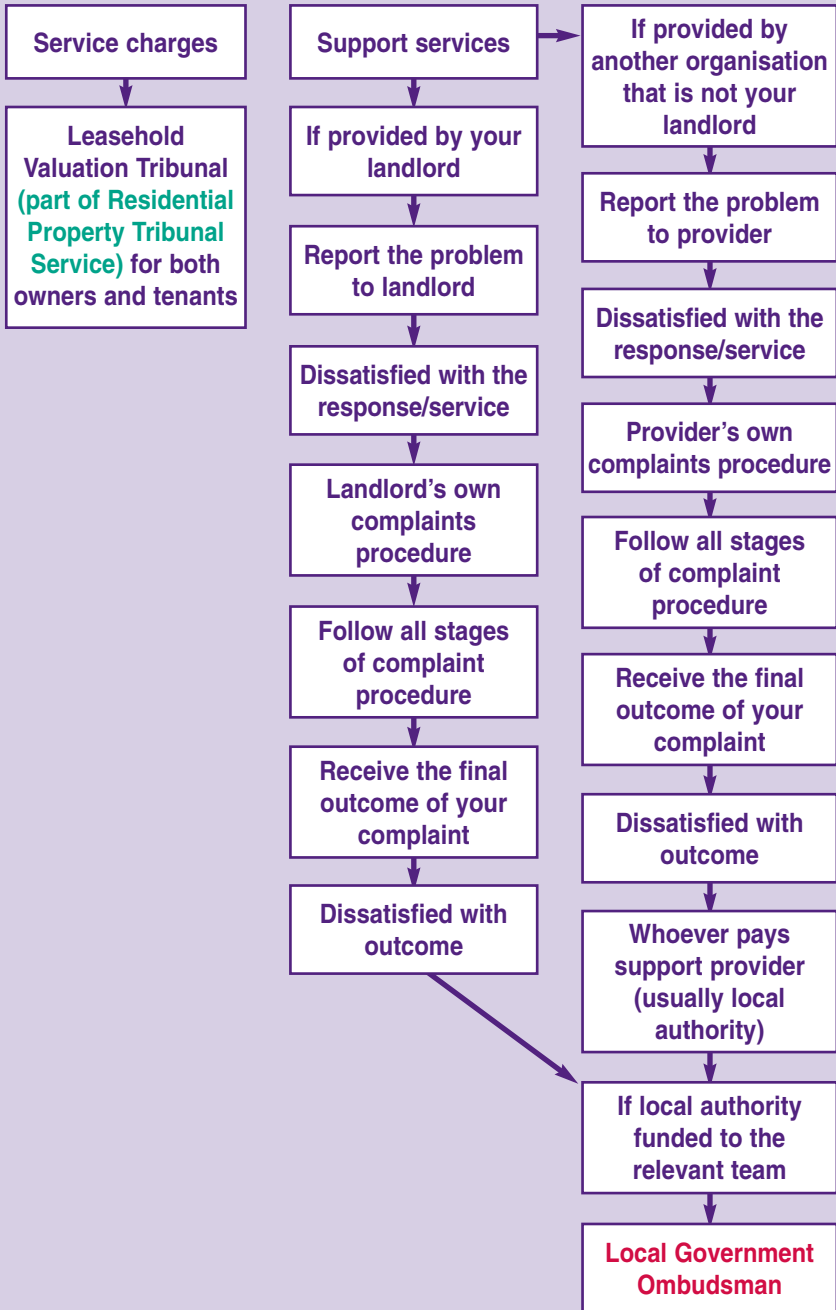 Service charges
Leasehold
Valuation Tribunal
(part of Residential
Property Tribunal
Service) for both
owners and tenants
Support services
If provided by your
landlord
Report the problem
to landlord
Dissatisfied with the
response/service
Landlord’s own
complaints
procedure
Follow all stages
of complaint
procedure
Receive the final
outcome of your
complaint
Dissatisfied with
outcome
If provided by
another organisation
that is not your
landlord
Report the problem
to provider
Dissatisfied with the
response/service
Provider’s own
complaints procedure
Follow all stages
of complaint
procedure
Receive the final
outcome of your
complaint
Dissatisfied with
outcome
Whoever pays
support provider
(usually local
authority)
If local authority
funded to the
relevant team
Local Government
Ombudsman